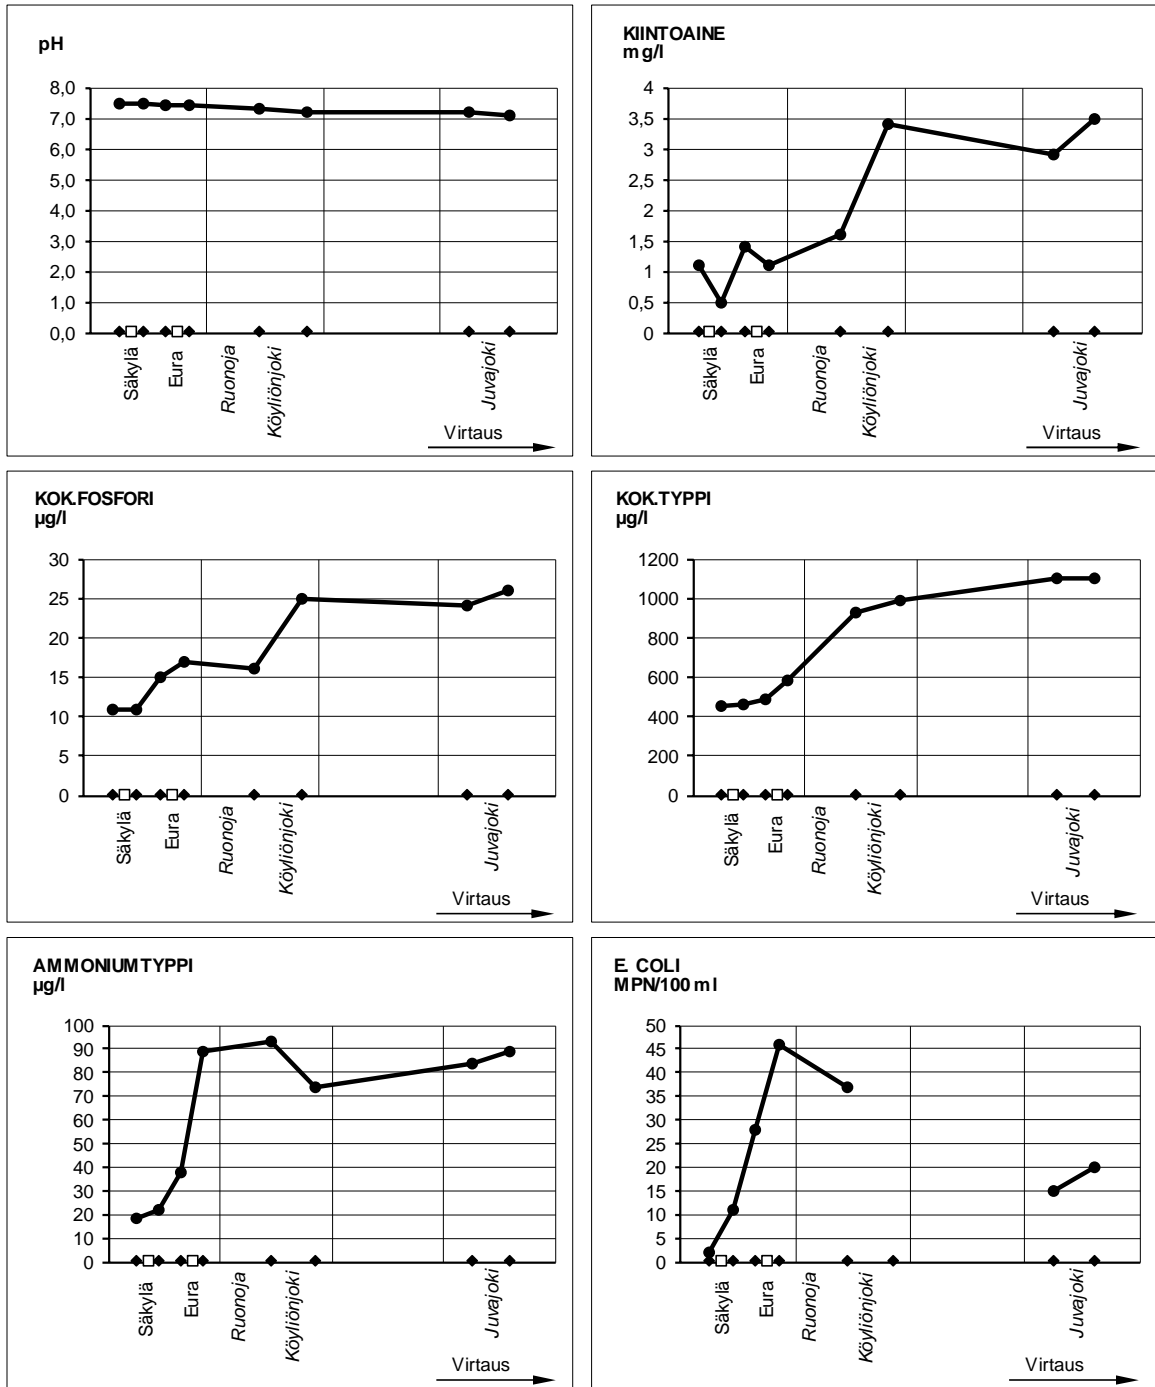 pH
8,0
7,0
6,0
5,0
4,0
3,0
2,0
1,0
0,0
Säkylä
Eura
Ruonoja
Köyliönjoki
Juvajoki
Virtaus
KIINTOAINE
mg/l
4
3,5
3
2,5
2
1,5
1
0,5
0
Säkylä
Eura
Ruonoja
Köyliönjoki
Juvajoki
Virtaus
KOK.FOSFORI
µg/l
30
25
20
15
10
5
0
Säkylä
Eura
Ruonoja
Köyliönjoki
Juvajoki
Virtaus
KOK.TYPPI
µg/l
1200
1000
800
600
400
200
0
Säkylä
Eura
Ruonoja
Köyliönjoki
Juvajoki
Virtaus
AMMONIUMTYPPI
µg/l
100
90
80
70
60
50
40
30
20
10
0
Säkylä
Eura
Ruonoja
Köyliönjoki
Juvajoki
Virtaus
E. COLI
MPN/100 ml
50
45
40
35
30
25
20
15
10
5
0
Säkylä
Eura
Ruonoja
Köyliönjoki
Juvajoki
Virtaus